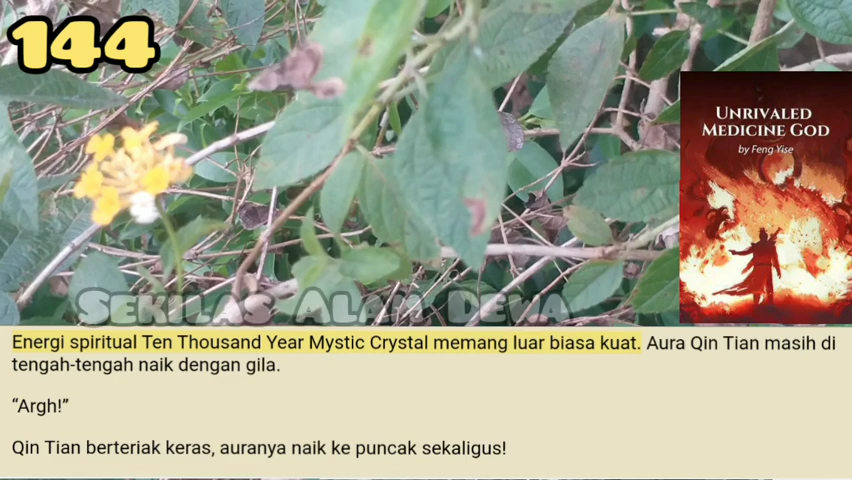 144
UNRIVALED
MEDICINE GOD
by Feng Yise
SEKILAS ALAM DEWA
Energi spiritual Ten Thousand Year Mystic Crystal memang luar biasa kuat. Aura Qin Tian masih di
tengah-tengah naik dengan gila.
“Argh!”
Qin Tian berteriak keras, auranya naik ke puncak sekaligus!